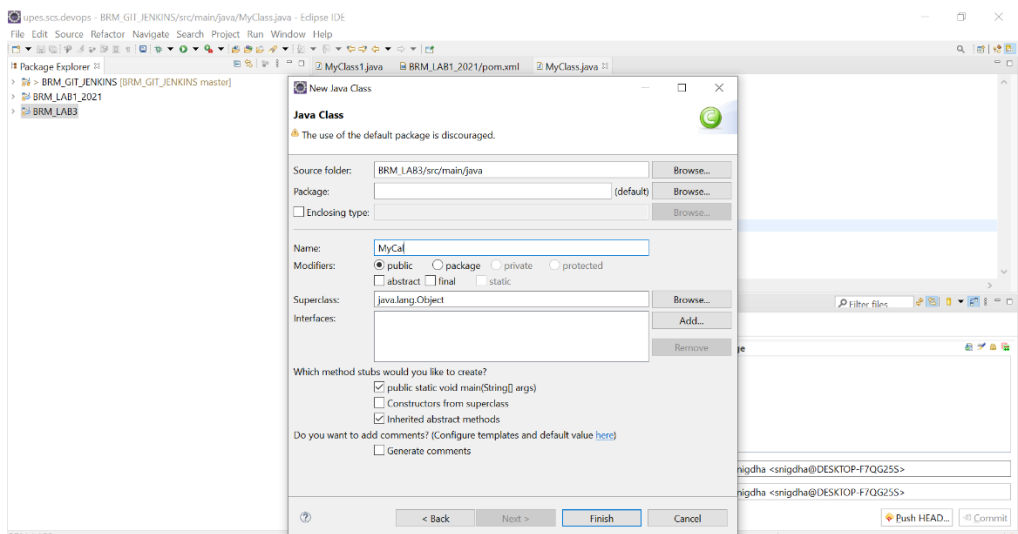 upes.scs.devops - BRM_GIT_JENKINS/src/main/java/MyClass.java - Eclipse IDE
File Edit Source Refactor Navigate Search Project Run Window Help
Package Explorer
MyClass1.java BRM_LAB1_2021/pom.xml MyClass.java
> BRM_GIT_JENKINS [BRM_GIT_JENKINS master]
BRM_LAB1_2021
BRM_LAB3
New Java Class
Java Class
The use of the default package is discouraged.
Source folder: BRM_LAB3/src/main/java Browse...
Package: (default) Browse...
Enclosing type: Browse...
Name: MyCal
Modifiers: public package private protected
abstract final static
Superclass: java.lang.Object Browse...
Interfaces: Add...
Remove
Which method stubs would you like to create?
public static void main(String[] args)
Constructors from superclass
Inherited abstract methods
Do you want to add comments? (Configure templates and default value here)
Generate comments
< Back Next > Finish Cancel
Filter files
ge
nigdha <snigdha@DESKTOP-F7QG25S>
nigdha <snigdha@DESKTOP-F7QG25S>
Push HEAD... Commit